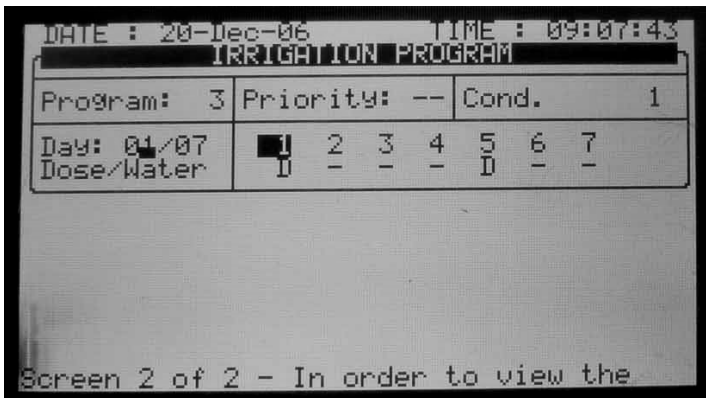 DATE : 20-Dec-06 TIME : 09:07:43
IRRIGATION PROGRAM
Program: 3 Priority: -- Cond. 1
Day: 01/07 1 2 3 4 5 6 7
Dose/Water D - - - D - -
Screen 2 of 2 - In order to view the